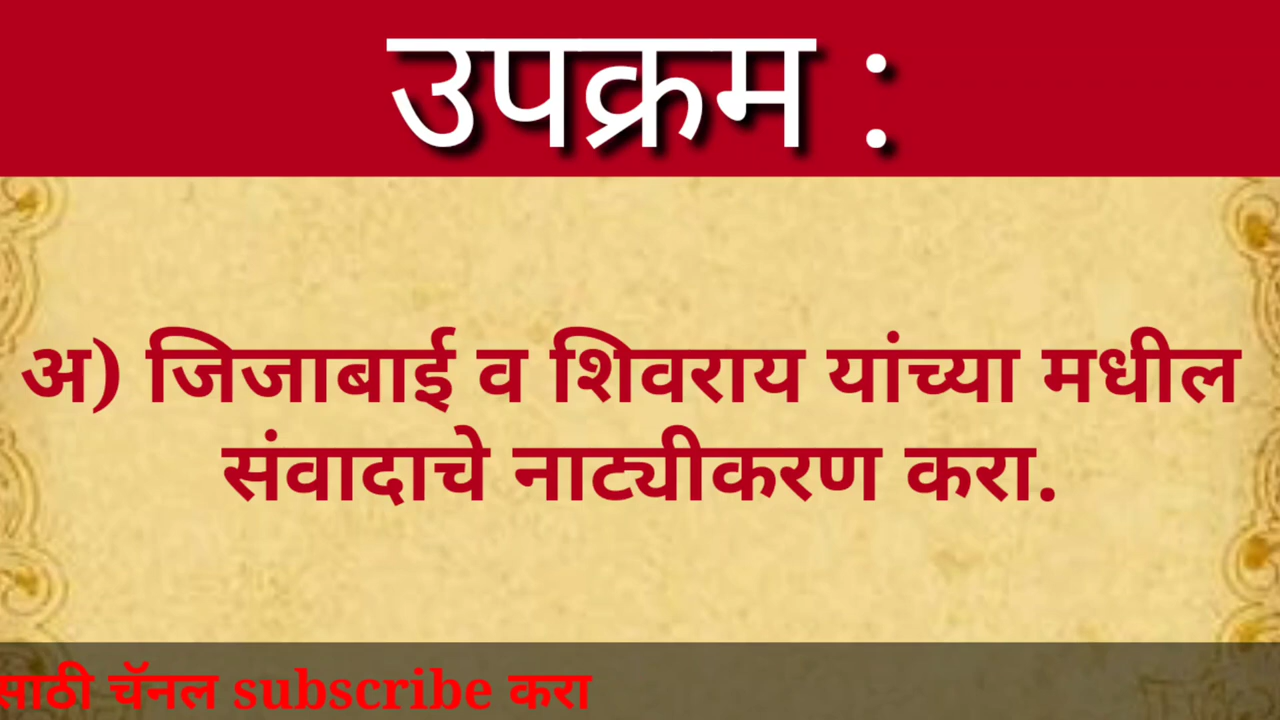 उपक्रम :
अ) जिजाबाई व शिवराय यांच्या मधील
संवादाचे नाट्यीकरण करा.
साठी चॅनल subscribe करा